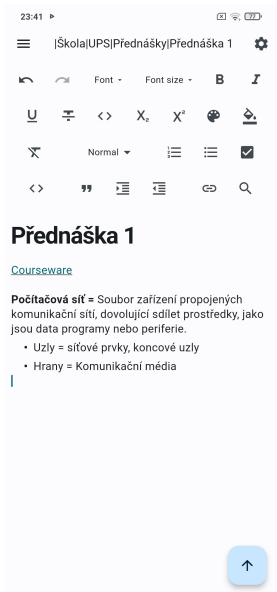 23:41
77
|Škola|UPS|Přednášky|Přednáška 1
Font
Font size
B
I
U
X₂
X²
Normal
Přednáška 1
Courseware
Počítačová síť = Soubor zařízení propojených
komunikační sítí, dovolující sdílet prostředky, jako
jsou data programy nebo periferie.
• Uzly = síťové prvky, koncové uzly
• Hrany = Komunikační média